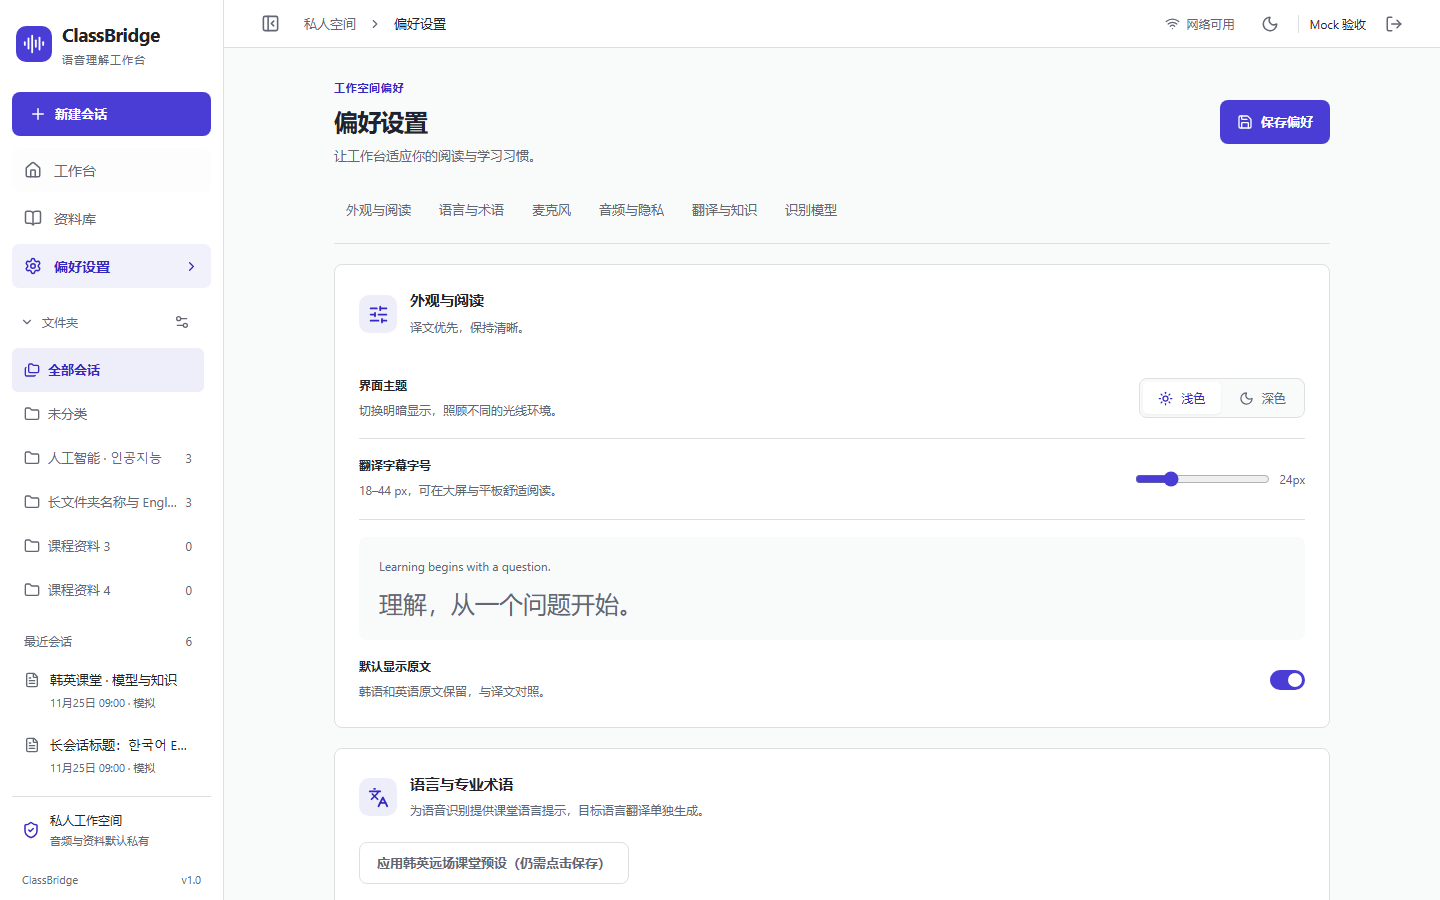 ClassBridge
语音理解工作台
新建会话
工作台
资料库
偏好设置
文件夹
全部会话
未分类
人工智能 · 인공지능 3
长文件夹名称与 Engl... 3
课程资料 3 0
课程资料 4 0
最近会话 6
韩英课堂 · 模型与知识
11月25日 09:00 · 模拟
长会话标题：한국어 E...
11月25日 09:00 · 模拟
私人工作空间
音频与资料默认私有
ClassBridge v1.0
私人空间 偏好设置
网络可用 Mock 验收
工作空间偏好
偏好设置
让工作台适应你的阅读与学习习惯。
保存偏好
外观与阅读 语言与术语 麦克风 音频与隐私 翻译与知识 识别模型
外观与阅读
译文优先，保持清晰。
界面主题
切换明暗显示，照顾不同的光线环境。
浅色 深色
翻译字幕字号
18–44 px，可在大屏与平板舒适阅读。
24px
Learning begins with a question.
理解，从一个问题开始。
默认显示原文
韩语和英语原文保留，与译文对照。
语言与专业术语
为语音识别提供课堂语言提示，目标语言翻译单独生成。
应用韩英远场课堂预设（仍需点击保存）